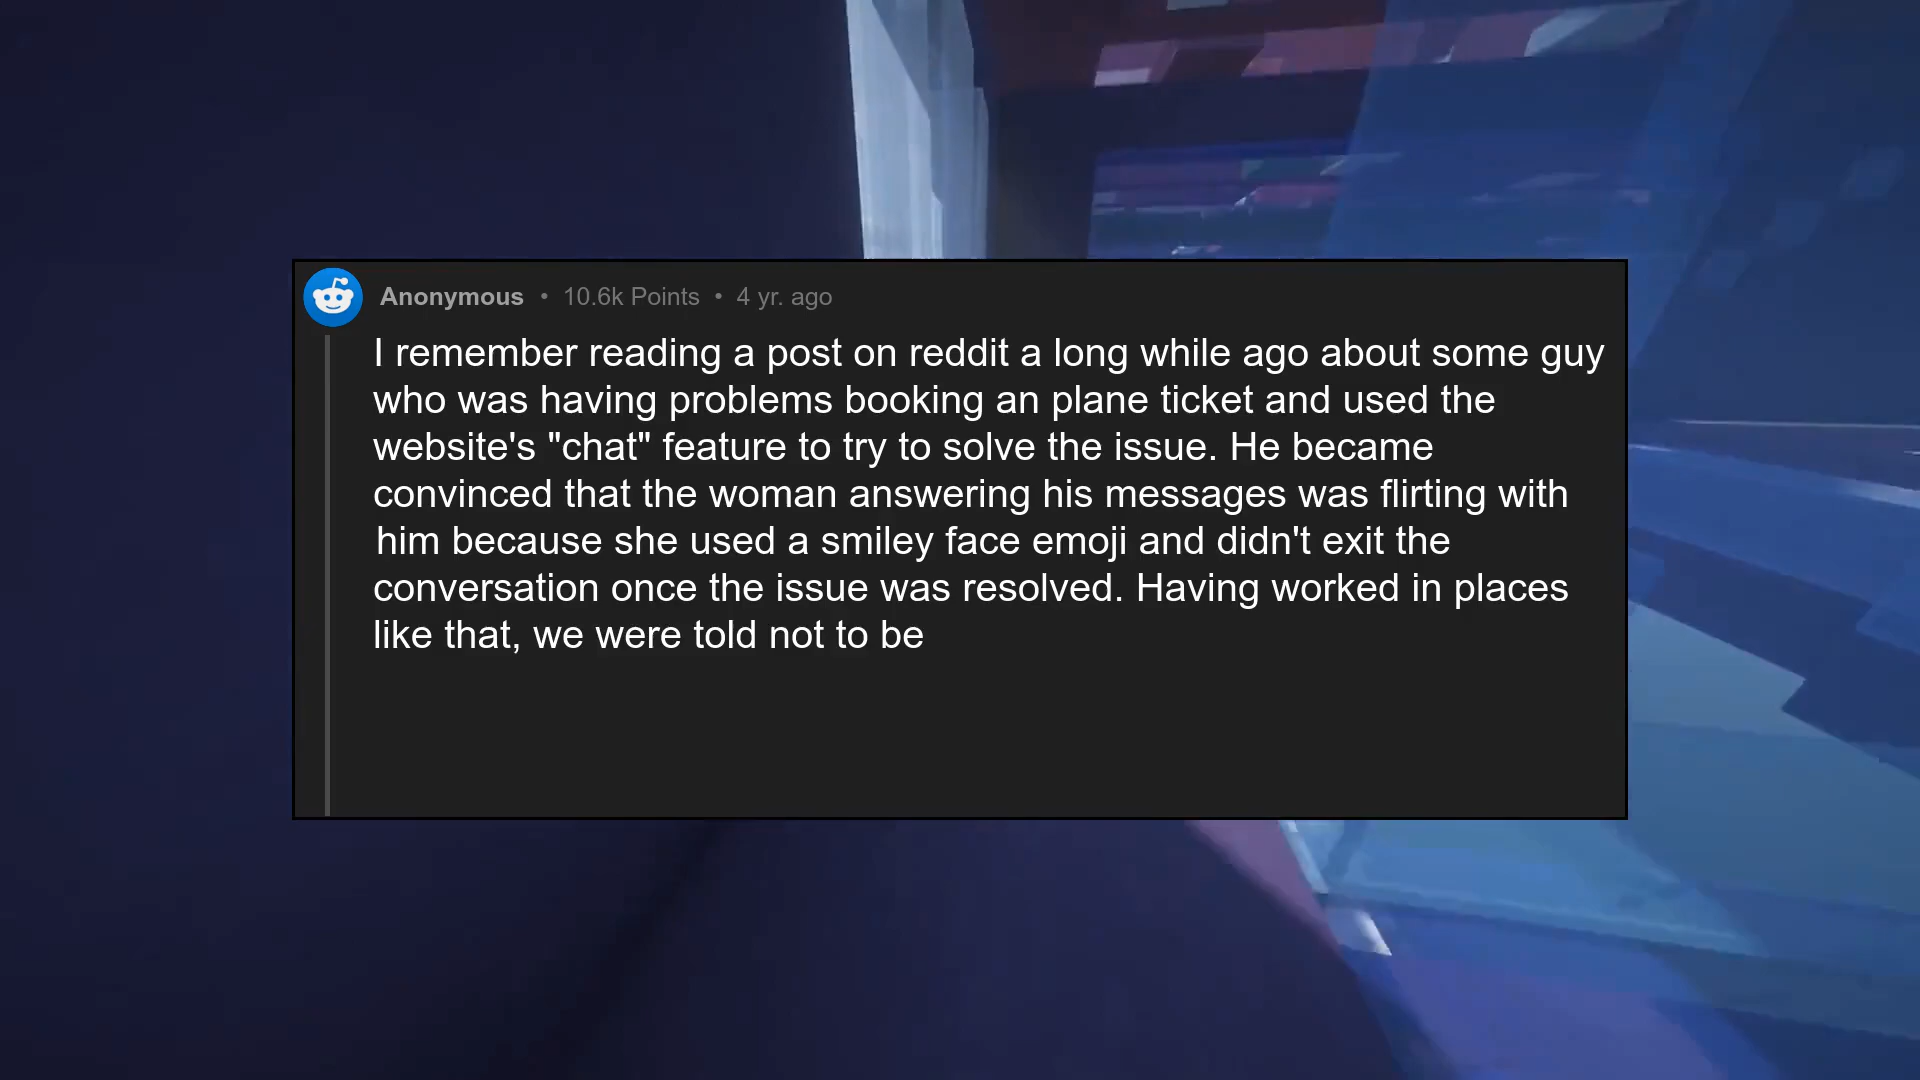 Anonymous • 10.6k Points • 4 yr. ago
I remember reading a post on reddit a long while ago about some guy
who was having problems booking an plane ticket and used the
website's "chat" feature to try to solve the issue. He became
convinced that the woman answering his messages was flirting with
him because she used a smiley face emoji and didn't exit the
conversation once the issue was resolved. Having worked in places
like that, we were told not to be